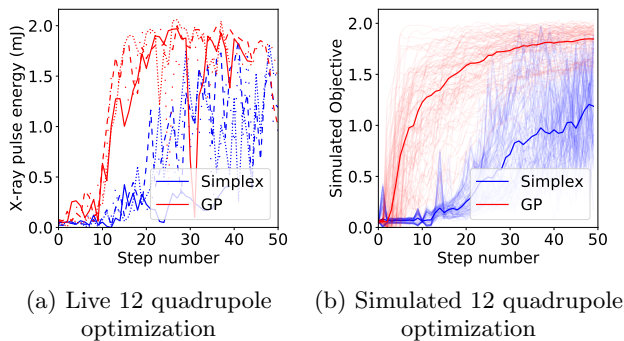 X-ray pulse energy (mJ)
2.0
1.5
1.0
0.5
0.0
0 10 20 30 40 50
Step number
Simplex
GP
Simulated Objective
2.0
1.5
1.0
0.5
0.0
0 10 20 30 40 50
Step number
Simplex
GP
(a) Live 12 quadrupole
optimization
(b) Simulated 12 quadrupole
optimization